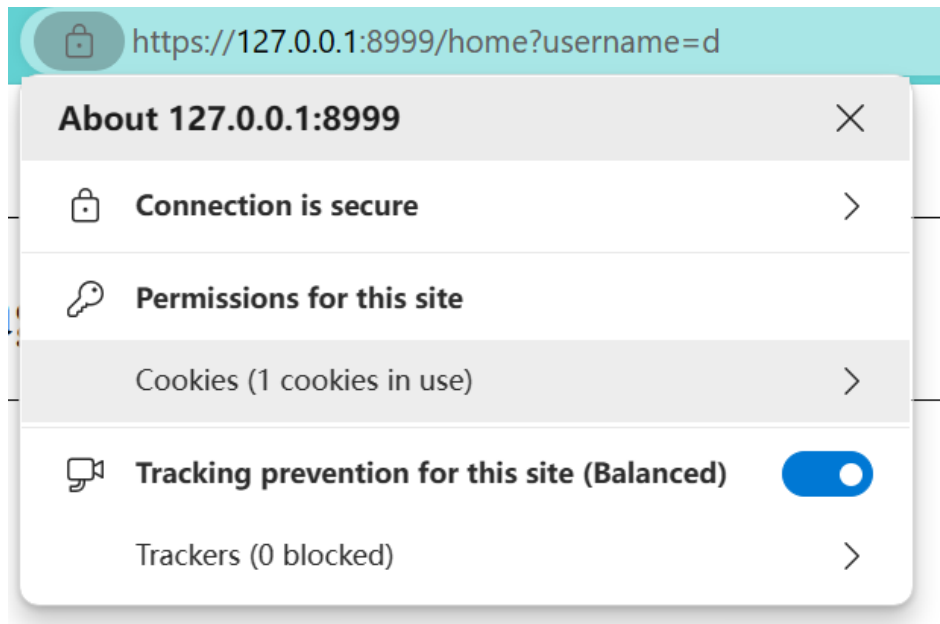 https://127.0.0.1:8999/home?username=d
About 127.0.0.1:8999
Connection is secure
Permissions for this site
Cookies (1 cookies in use)
Tracking prevention for this site (Balanced)
Trackers (0 blocked)